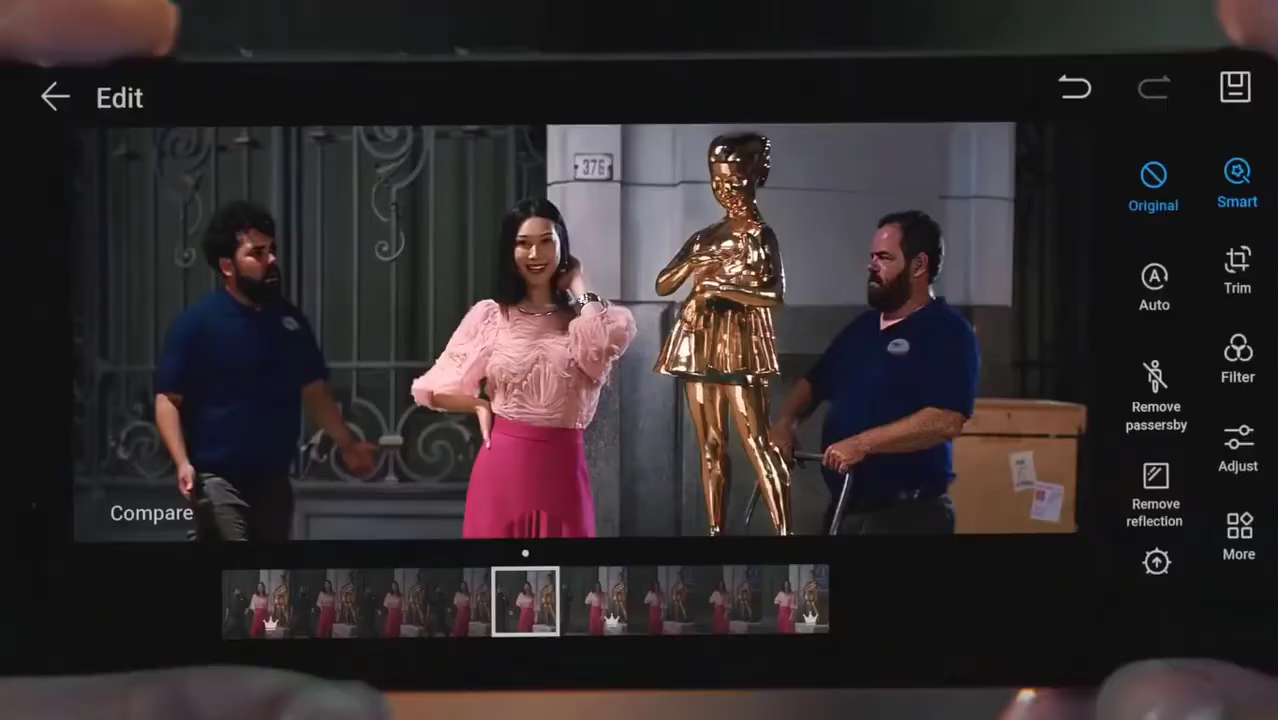 Edit
376
Compare
Original
Smart
Auto
Trim
Remove
passersby
Filter
Remove
reflection
Adjust
More